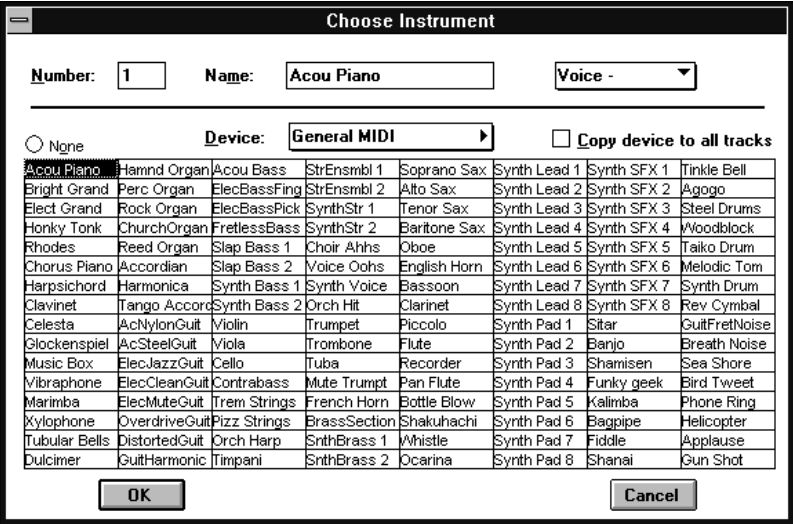 Choose Instrument
Number: 1 Name: Acou Piano Voice -
None Device: General MIDI Copy device to all tracks
Acou Piano Hamnd Organ Acou Bass StrEnsmbl 1 Soprano Sax Synth Lead 1 Synth SFX 1 Tinkle Bell
Bright Grand Perc Organ ElecBassFing StrEnsmbl 2 Alto Sax Synth Lead 2 Synth SFX 2 Agogo
Elect Grand Rock Organ ElecBassPick SynthStr 1 Tenor Sax Synth Lead 3 Synth SFX 3 Steel Drums
Honky Tonk ChurchOrgan FretlessBass SynthStr 2 Baritone Sax Synth Lead 4 Synth SFX 4 Woodblock
Rhodes Reed Organ Slap Bass 1 Choir Ahhs Oboe Synth Lead 5 Synth SFX 5 Taiko Drum
Chorus Piano Accordian Slap Bass 2 Voice Oohs English Horn Synth Lead 6 Synth SFX 6 Melodic Tom
Harpsichord Harmonica Synth Bass 1 Synth Voice Bassoon Synth Lead 7 Synth SFX 7 Synth Drum
Clavinet Tango Accord Synth Bass 2 Orch Hit Clarinet Synth Lead 8 Synth SFX 8 Rev Cymbal
Celesta AcNylonGuit Violin Trumpet Piccolo Synth Pad 1 Sitar GuitFretNoise
Glockenspiel AcSteelGuit Viola Trombone Flute Synth Pad 2 Banjo Breath Noise
Music Box ElecJazzGuit Cello Tuba Recorder Synth Pad 3 Shamisen Sea Shore
Vibraphone ElecCleanGuit Contrabass Mute Trumpt Pan Flute Synth Pad 4 Funky geek Bird Tweet
Marimba ElecMuteGuit Trem Strings French Horn Bottle Blow Synth Pad 5 Kalimba Phone Ring
Xylophone OverdriveGuit Pizz Strings BrassSection Shakuhachi Synth Pad 6 Bagpipe Helicopter
Tubular Bells DistortedGuit Orch Harp SnthBrass 1 Whistle Synth Pad 7 Fiddle Applause
Dulcimer GuitHarmonic Timpani SnthBrass 2 Ocarina Synth Pad 8 Shanai Gun Shot
OK Cancel